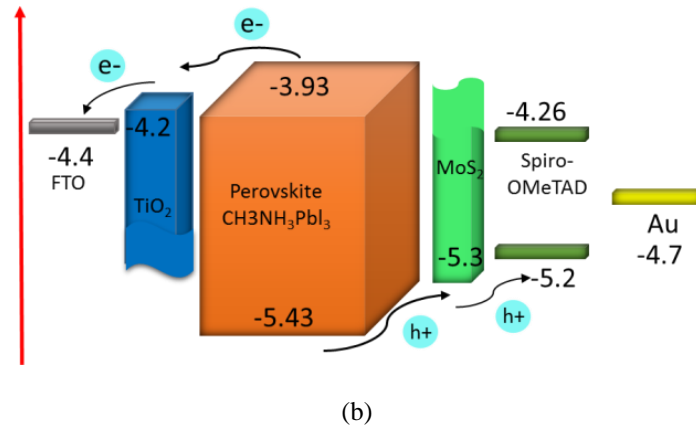 e-
e-
-3.93
-4.2
-4.4
FTO
TiO₂
Perovskite
CH3NH₃PbI₃
-5.43
MoS₂
-5.3
-4.26
Spiro-
OMeTAD
-5.2
Au
-4.7
h+
h+
(b)